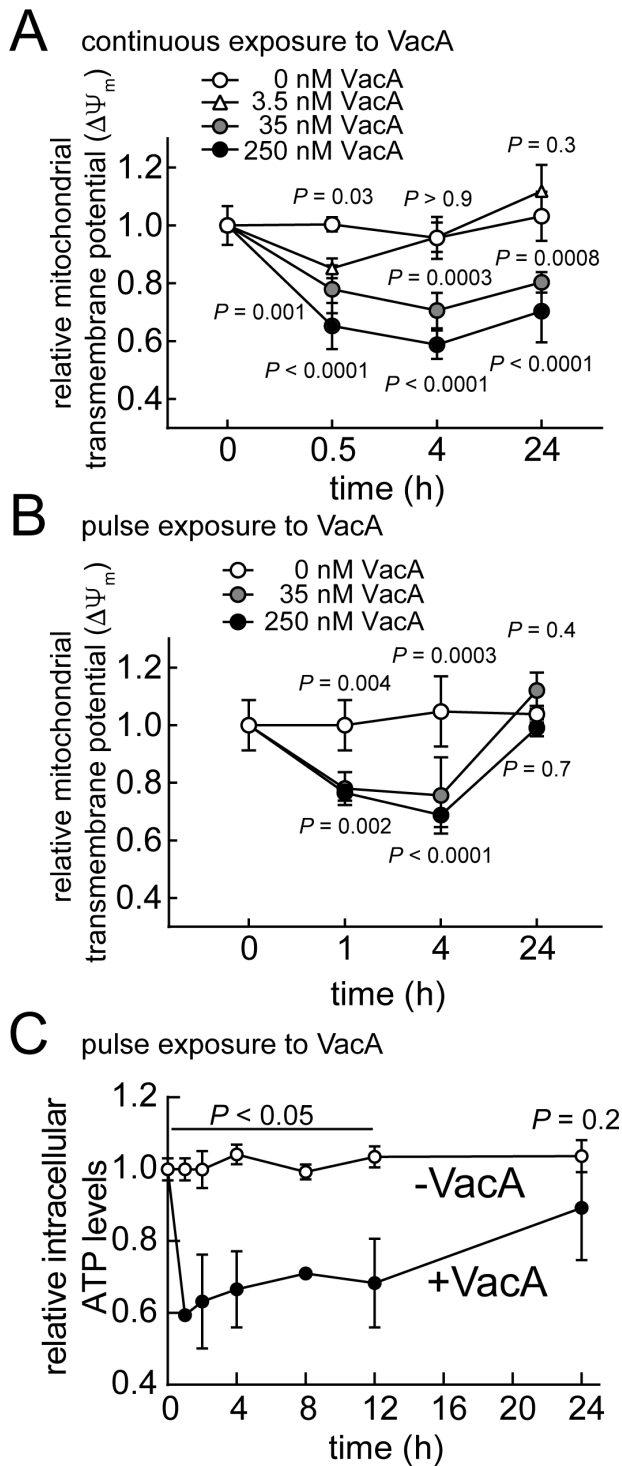 A continuous exposure to VacA
0 nM VacA
3.5 nM VacA
35 nM VacA
250 nM VacA
relative mitochondrial
transmembrane potential (ΔΨm)
1.2
1.0
0.8
0.6
0.4
P = 0.03
P > 0.9
P = 0.3
P = 0.001
P = 0.0003
P = 0.0008
P < 0.0001
P < 0.0001
P < 0.0001
0 0.5 4 24
time (h)
B pulse exposure to VacA
0 nM VacA
35 nM VacA
250 nM VacA
relative mitochondrial
transmembrane potential (ΔΨm)
1.2
1.0
0.8
0.6
0.4
P = 0.004
P = 0.0003
P = 0.4
P = 0.002
P < 0.0001
P = 0.7
0 1 4 24
time (h)
C pulse exposure to VacA
relative intracellular
ATP levels
1.2
1.0
0.8
0.6
0.4
P < 0.05
P = 0.2
-VacA
+VacA
0 4 8 12 16 20 24
time (h)